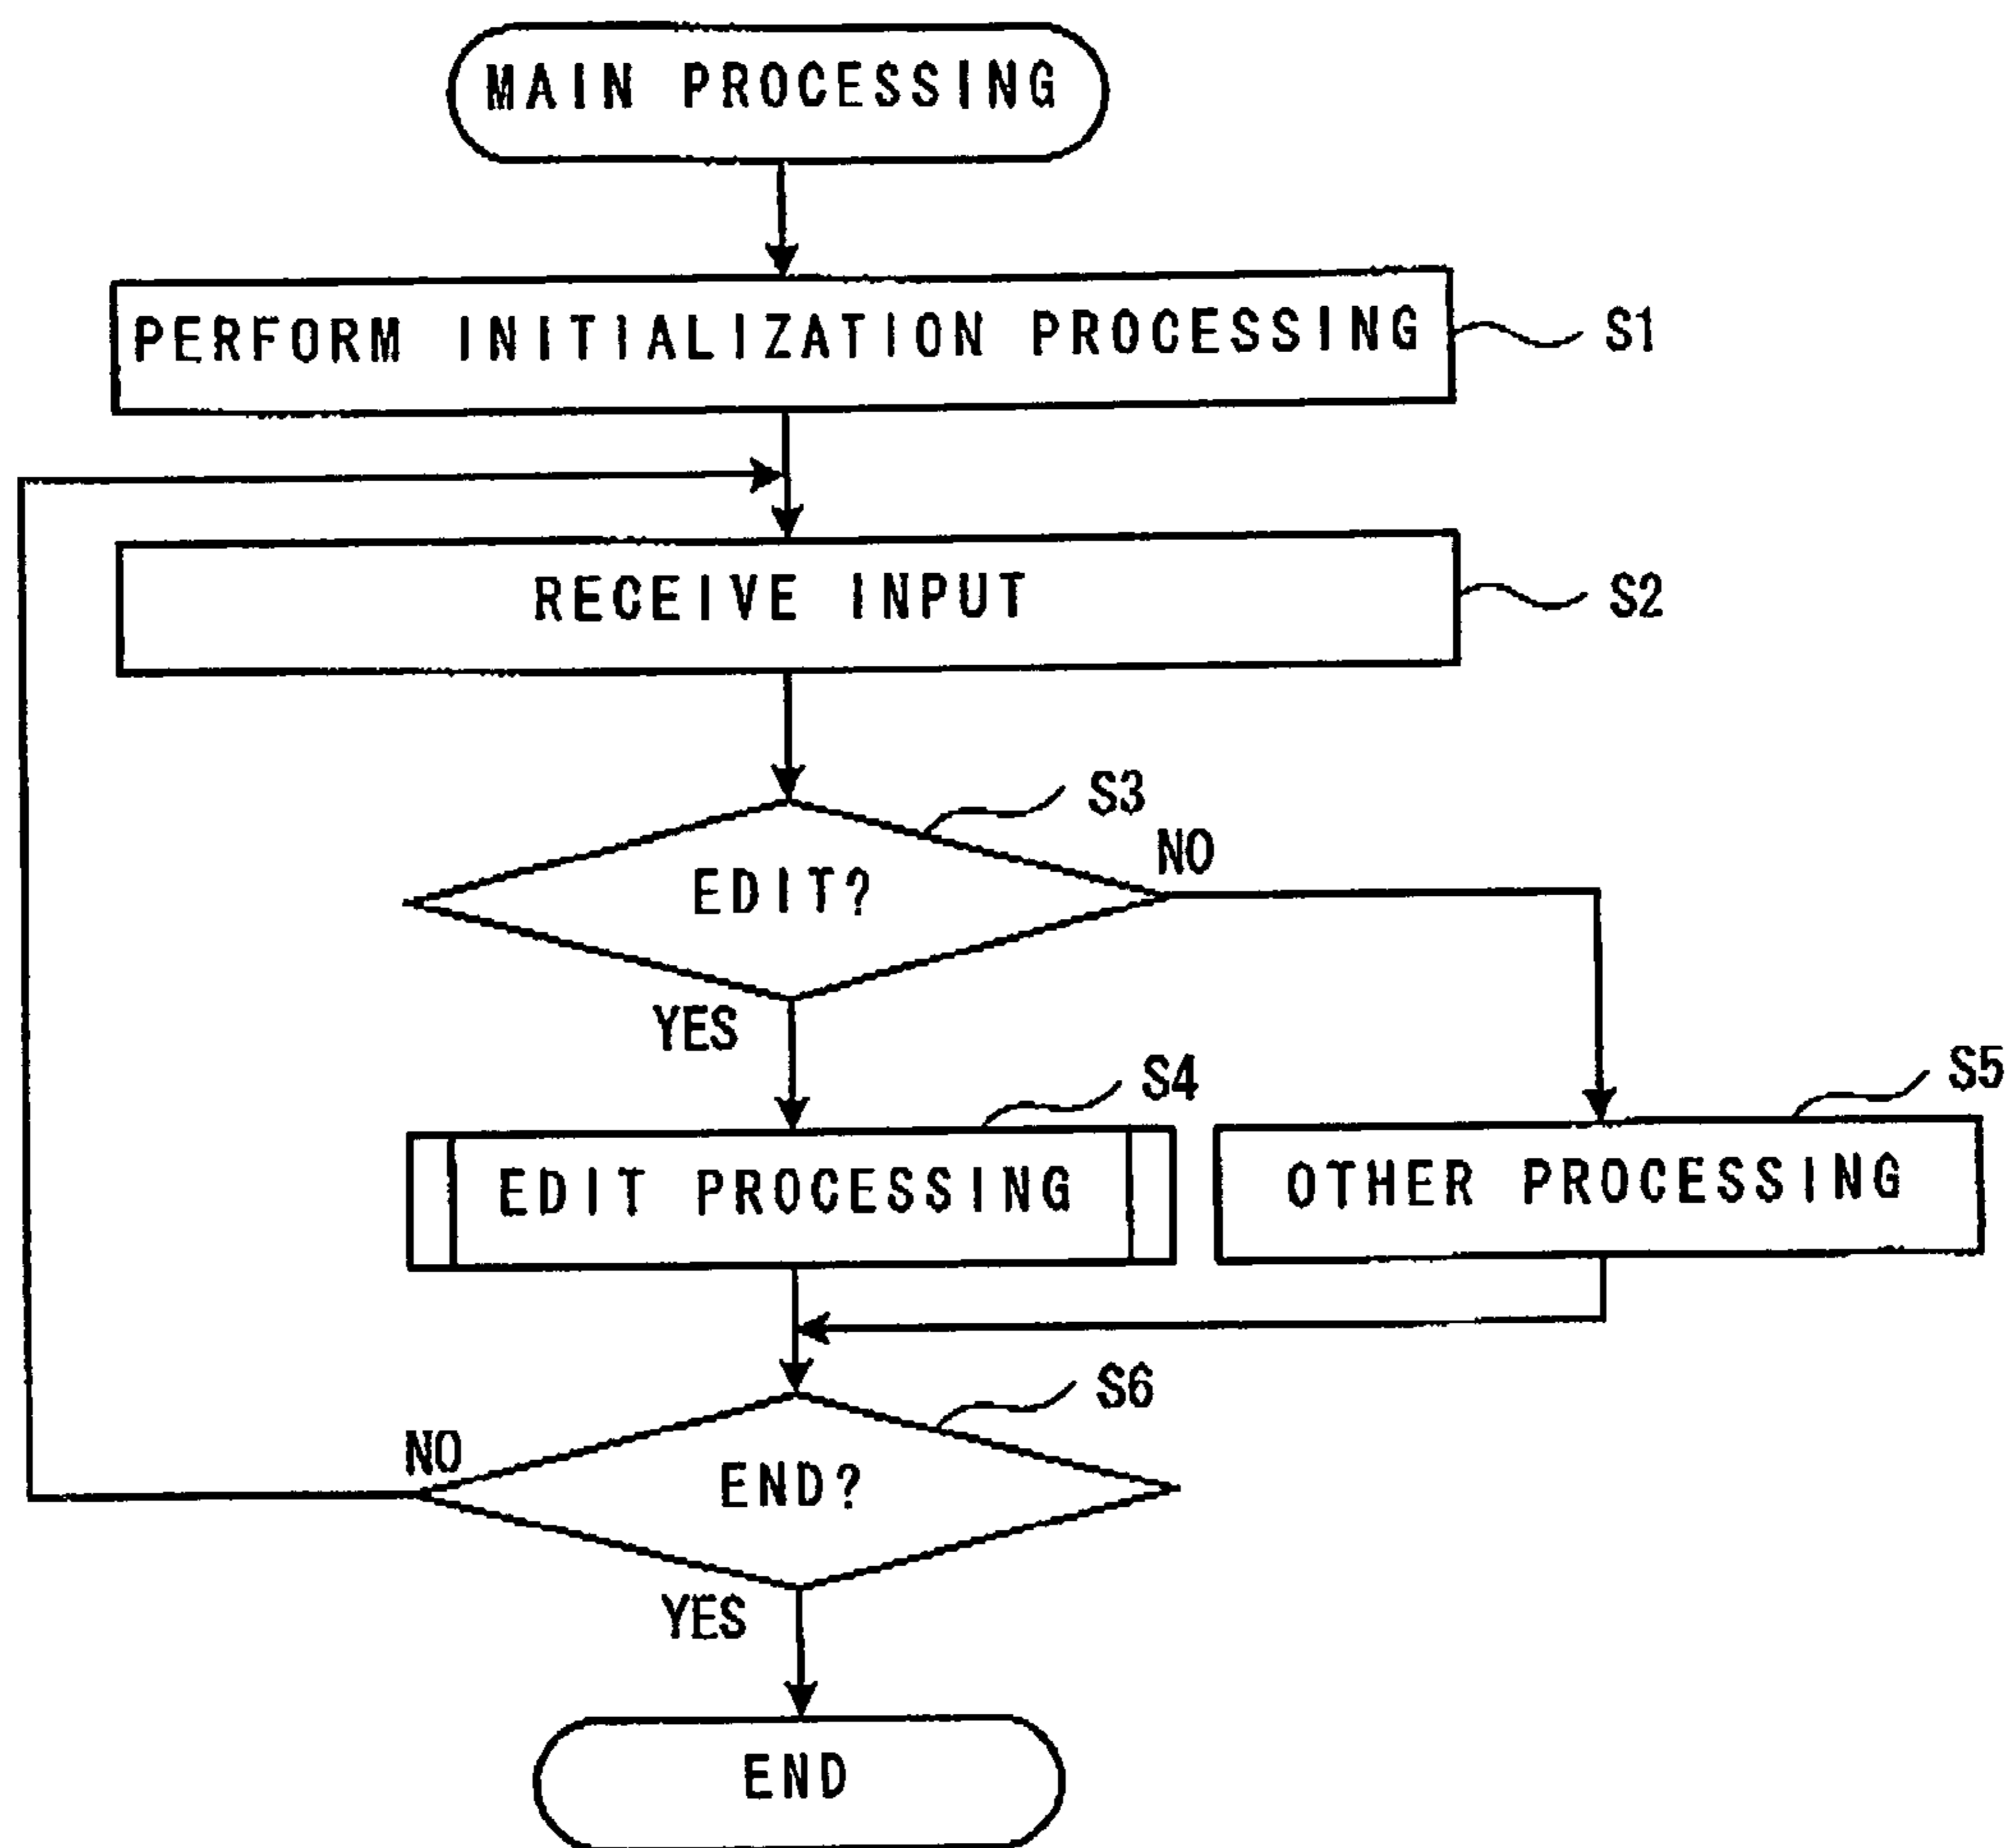 MAIN PROCESSING
PERFORM INITIALIZATION PROCESSING
S1
RECEIVE INPUT
S2
S3
EDIT?
NO
YES
S4
S5
EDIT PROCESSING
OTHER PROCESSING
S6
NO
END?
YES
END